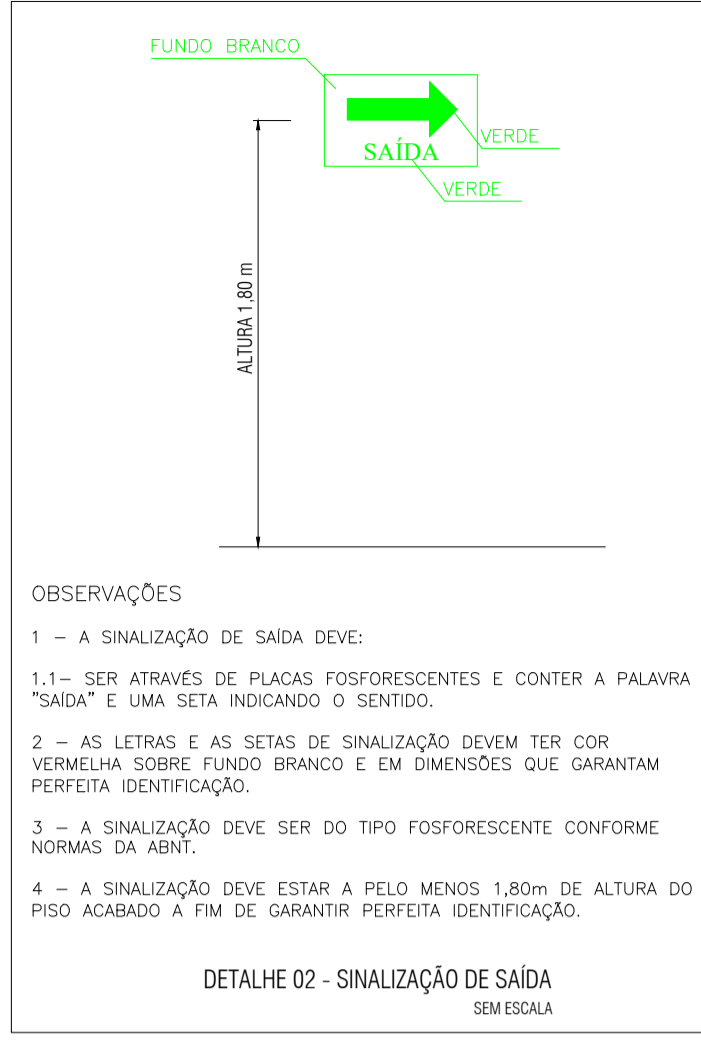 FUNDO BRANCO
VERDE
SAÍDA
VERDE
ALTURA 1,80 m
OBSERVAÇÕES
1 – A SINALIZAÇÃO DE SAÍDA DEVE:
1.1– SER ATRAVÉS DE PLACAS FOSFORESCENTES E CONTER A PALAVRA
"SAÍDA" E UMA SETA INDICANDO O SENTIDO.
2 – AS LETRAS E AS SETAS DE SINALIZAÇÃO DEVEM TER COR
VERMELHA SOBRE FUNDO BRANCO E EM DIMENSÕES QUE GARANTAM
PERFEITA IDENTIFICAÇÃO.
3 – A SINALIZAÇÃO DEVE SER DO TIPO FOSFORESCENTE CONFORME
NORMAS DA ABNT.
4 – A SINALIZAÇÃO DEVE ESTAR A PELO MENOS 1,80m DE ALTURA DO
PISO ACABADO A FIM DE GARANTIR PERFEITA IDENTIFICAÇÃO.
DETALHE 02 - SINALIZAÇÃO DE SAÍDA
SEM ESCALA